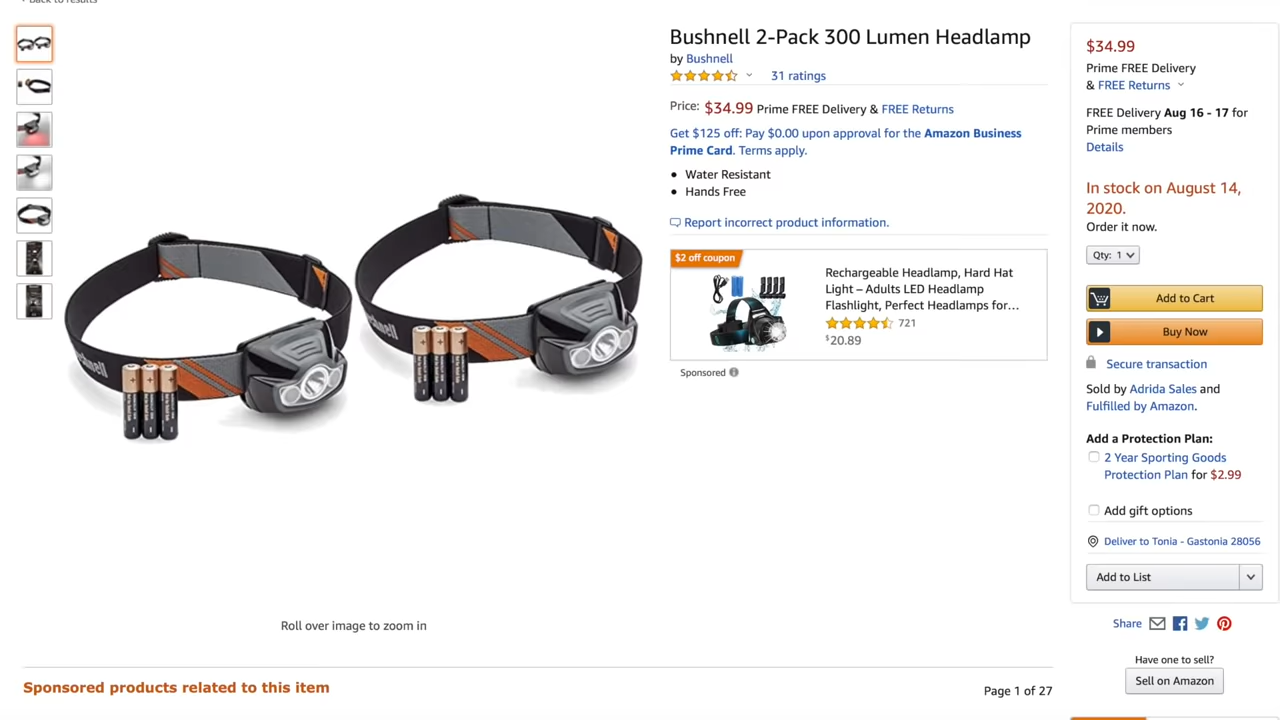 Back to results
Bushnell 2-Pack 300 Lumen Headlamp
by Bushnell
31 ratings
Price: $34.99 Prime FREE Delivery & FREE Returns
Get $125 off: Pay $0.00 upon approval for the Amazon Business
Prime Card. Terms apply.
• Water Resistant
• Hands Free
Report incorrect product information.
$2 off coupon
Rechargeable Headlamp, Hard Hat
Light – Adults LED Headlamp
Flashlight, Perfect Headlamps for…
721
$20.89
Sponsored
Roll over image to zoom in
$34.99
Prime FREE Delivery
& FREE Returns
FREE Delivery Aug 16 - 17 for
Prime members
Details
In stock on August 14,
2020.
Order it now.
Qty: 1
Add to Cart
Buy Now
Secure transaction
Sold by Adrida Sales and
Fulfilled by Amazon.
Add a Protection Plan:
2 Year Sporting Goods
Protection Plan for $2.99
Add gift options
Deliver to Tonia - Gastonia 28056
Add to List
Share
Have one to sell?
Sell on Amazon
Sponsored products related to this item
Page 1 of 27